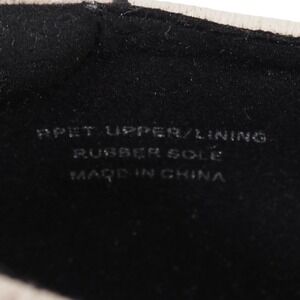 RPET UPPER/LINING
RUBBER SOLE
MADE IN CHINA